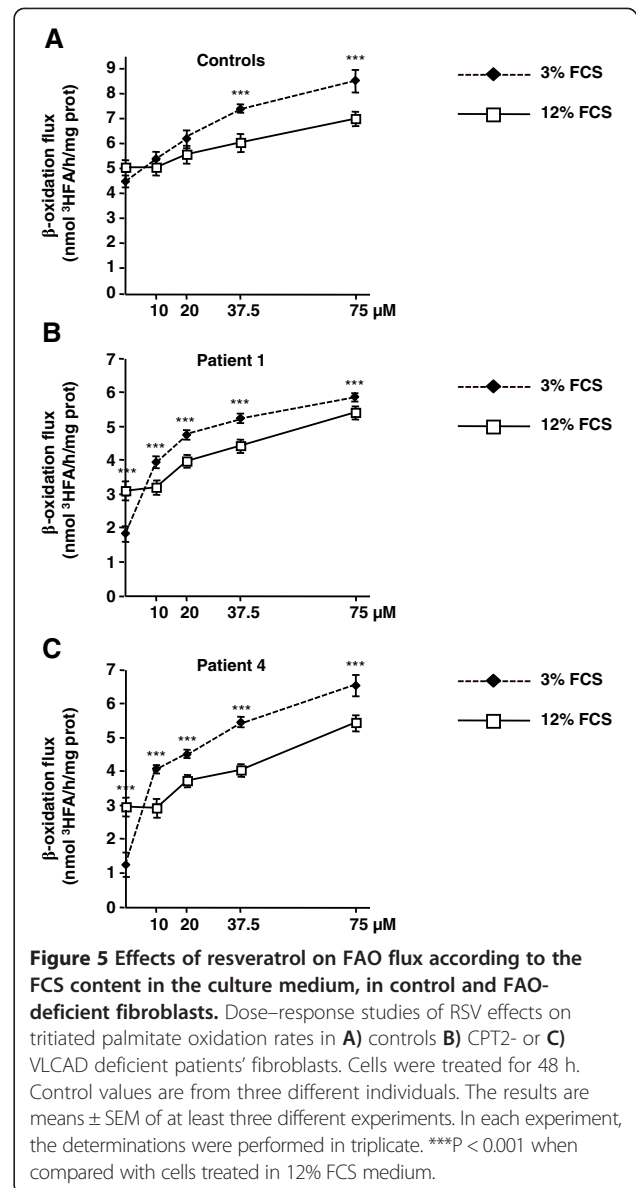 A
Controls
β-oxidation flux
(nmol ³HFA/h/mg prot)
9
8
7
6
5
4
3
2
1
0
***
***
10 20 37.5 75 µM
3% FCS
12% FCS
B
Patient 1
β-oxidation flux
(nmol ³HFA/h/mg prot)
7
6
5
4
3
2
1
0
***
***
***
***
***
10 20 37.5 75 µM
3% FCS
12% FCS
C
Patient 4
β-oxidation flux
(nmol ³HFA/h/mg prot)
7
6
5
4
3
2
1
0
***
***
***
***
***
10 20 37.5 75 µM
3% FCS
12% FCS
Figure 5 Effects of resveratrol on FAO flux according to the
FCS content in the culture medium, in control and FAO-
deficient fibroblasts. Dose–response studies of RSV effects on
tritiated palmitate oxidation rates in A) controls B) CPT2- or C)
VLCAD deficient patients’ fibroblasts. Cells were treated for 48 h.
Control values are from three different individuals. The results are
means ± SEM of at least three different experiments. In each experiment,
the determinations were performed in triplicate. ***P < 0.001 when
compared with cells treated in 12% FCS medium.